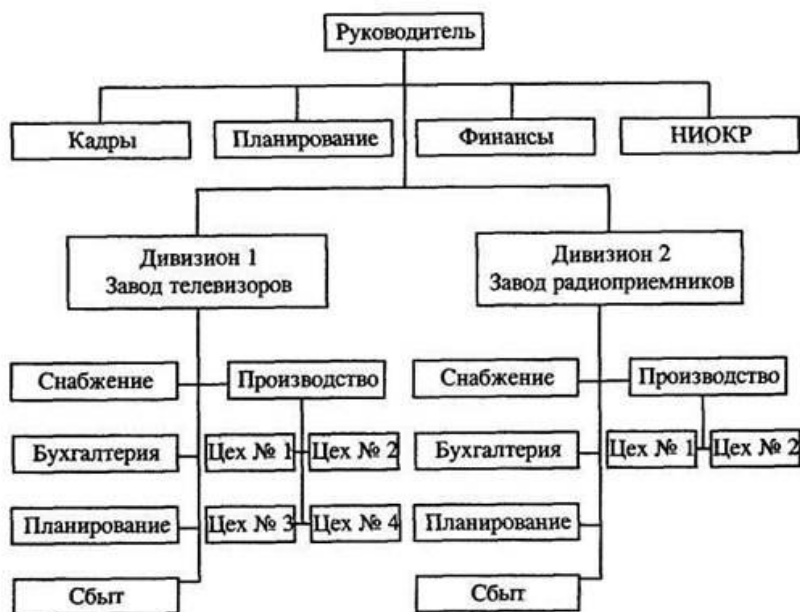 Руководитель
Кадры
Планирование
Финансы
НИОКР
Дивизион 1
Завод телевизоров
Дивизион 2
Завод радиоприемников
Снабжение
Производство
Снабжение
Производство
Бухгалтерия
Цех № 1
Цех № 2
Бухгалтерия
Цех № 1
Цех № 2
Планирование
Цех № 3
Цех № 4
Планирование
Сбыт
Сбыт